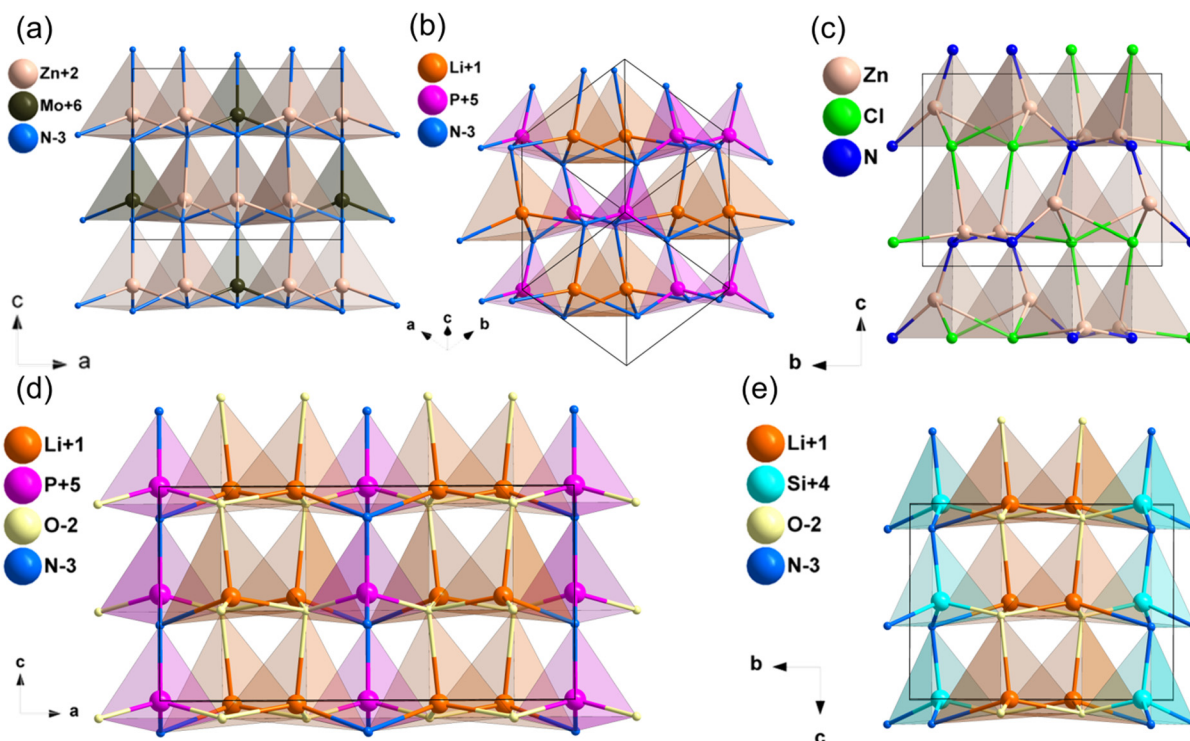 (a)
Zn+2
Mo+6
N-3
c
a
(b)
Li+1
P+5
N-3
a
c
b
(c)
Zn
Cl
N
c
b
(d)
Li+1
P+5
O-2
N-3
c
a
(e)
Li+1
Si+4
O-2
N-3
b
c